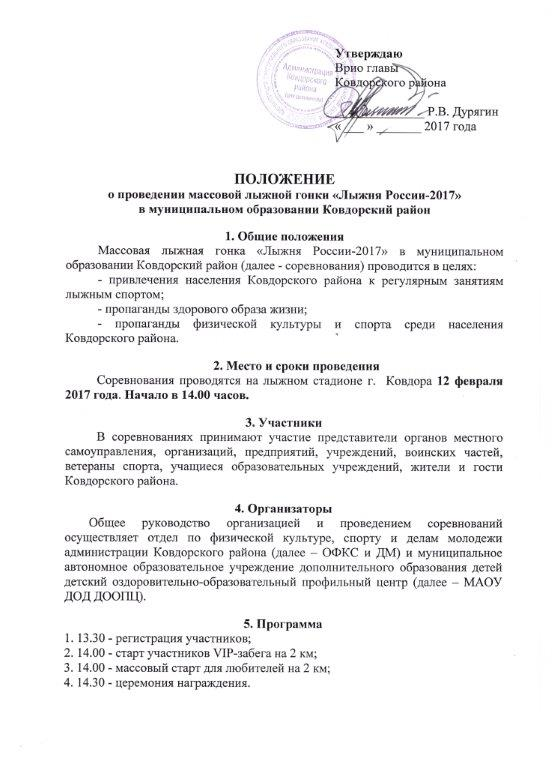 Утверждаю
Врио главы
Ковдорского района
Р.В. Дурягин
« » 2017 года
Администрация
Ковдорского
района
ПОЛОЖЕНИЕ
о проведении массовой лыжной гонки «Лыжня России-2017»
в муниципальном образовании Ковдорский район
1. Общие положения
Массовая лыжная гонка «Лыжня России-2017» в муниципальном
образовании Ковдорский район (далее - соревнования) проводится в целях:
- привлечения населения Ковдорского района к регулярным занятиям
лыжным спортом;
- пропаганды здорового образа жизни;
- пропаганды физической культуры и спорта среди населения
Ковдорского района.
2. Место и сроки проведения
Соревнования проводятся на лыжном стадионе г. Ковдора 12 февраля
2017 года. Начало в 14.00 часов.
3. Участники
В соревнованиях принимают участие представители органов местного
самоуправления, организаций, предприятий, учреждений, воинских частей,
ветераны спорта, учащиеся образовательных учреждений, жители и гости
Ковдорского района.
4. Организаторы
Общее руководство организацией и проведением соревнований
осуществляет отдел по физической культуре, спорту и делам молодежи
администрации Ковдорского района (далее – ОФКС и ДМ) и муниципальное
автономное образовательное учреждение дополнительного образования детей
детский оздоровительно-образовательный профильный центр (далее – МАОУ
ДОД ДООПЦ).
5. Программа
1. 13.30 - регистрация участников;
2. 14.00 - старт участников VIP-забега на 2 км;
3. 14.00 - массовый старт для любителей на 2 км;
4. 14.30 - церемония награждения.